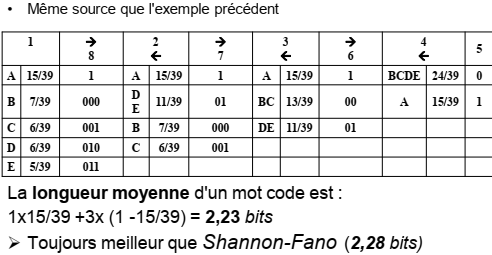 • Même source que l'exemple précédent
1 → 2 → 3 → 4 5
8 ← 7 ← 6 ←
A 15/39 1 A 15/39 1 A 15/39 1 BCDE 24/39 0
B 7/39 000 D E 11/39 01 BC 13/39 00 A 15/39 1
C 6/39 001 B 7/39 000 DE 11/39 01
D 6/39 010 C 6/39 001
E 5/39 011
La longueur moyenne d'un mot code est :
1x15/39 +3x (1 -15/39) = 2,23 bits
➢ Toujours meilleur que Shannon-Fano (2,28 bits)